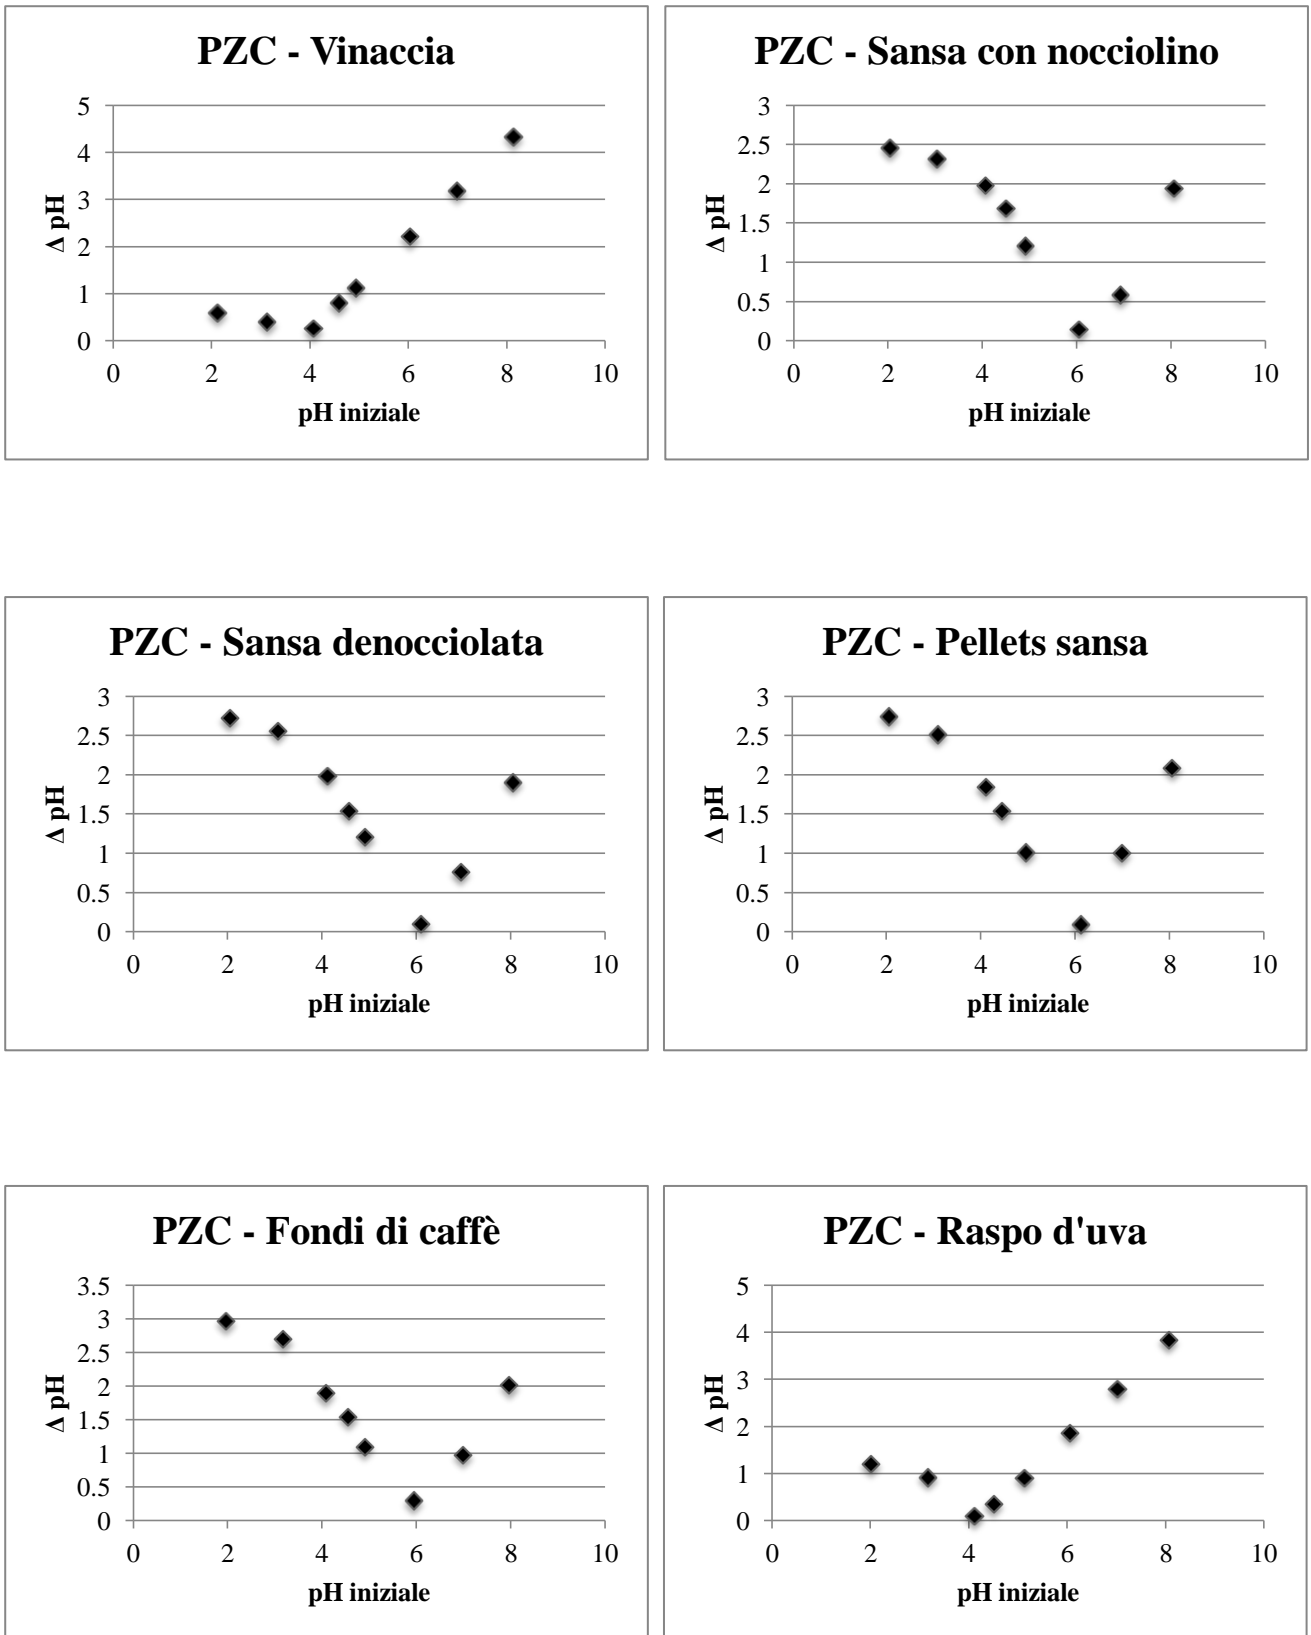 PZC - Vinaccia
5
4
3
2
1
0
Δ pH
0 2 4 6 8 10
pH iniziale
PZC - Sansa con nocciolino
3
2.5
2
1.5
1
0.5
0
Δ pH
0 2 4 6 8 10
pH iniziale
PZC - Sansa denocciolata
3
2.5
2
1.5
1
0.5
0
Δ pH
0 2 4 6 8 10
pH iniziale
PZC - Pellets sansa
3
2.5
2
1.5
1
0.5
0
Δ pH
0 2 4 6 8 10
pH iniziale
PZC - Fondi di caffè
3.5
3
2.5
2
1.5
1
0.5
0
Δ pH
0 2 4 6 8 10
pH iniziale
PZC - Raspo d'uva
5
4
3
2
1
0
Δ pH
0 2 4 6 8 10
pH iniziale